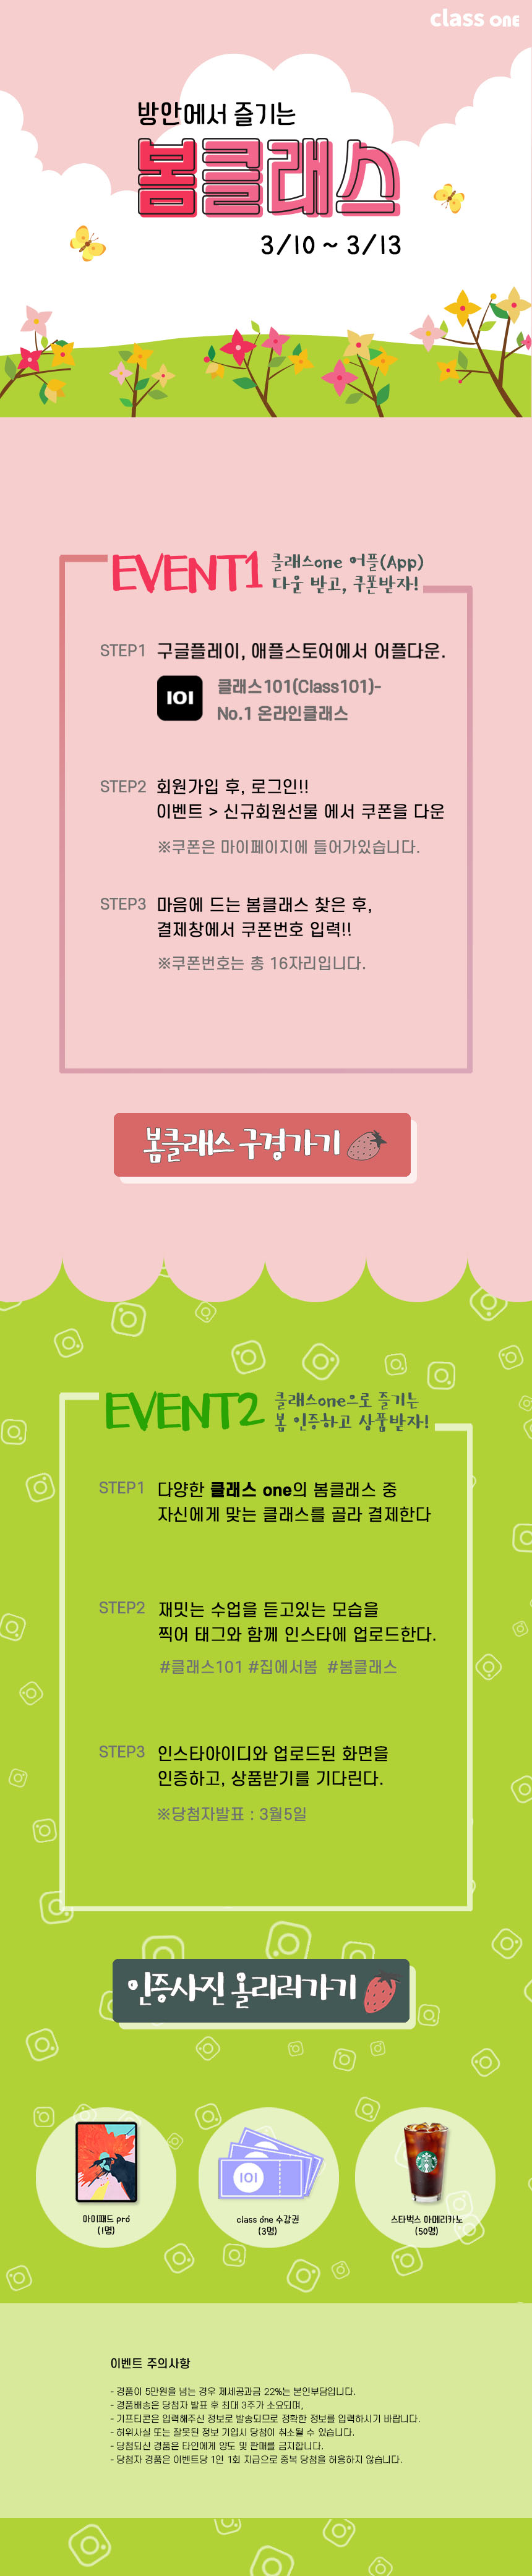 class ONE
방안에서 즐기는
봄클래스
3/10 ~ 3/13
EVENT1
클래스one 어플(App)
다운 받고, 쿠폰받자!
STEP1 구글플레이, 애플스토어에서 어플다운.
IOI
클래스101(Class101)-
No.1 온라인클래스
STEP2 회원가입 후, 로그인!!
이벤트 > 신규회원선물 에서 쿠폰을 다운
※쿠폰은 마이페이지에 들어가있습니다.
STEP3 마음에 드는 봄클래스 찾은 후,
결제창에서 쿠폰번호 입력!!
※쿠폰번호는 총 16자리입니다.
봄클래스 구경가기
EVENT2
클래스one으로 즐기는
봄 인증하고 상품받자!
STEP1 다양한 클래스 one의 봄클래스 중
자신에게 맞는 클래스를 골라 결제한다
STEP2 재밋는 수업을 듣고있는 모습을
찍어 태그와 함께 인스타에 업로드한다.
#클래스101 #집에서봄 #봄클래스
STEP3 인스타아이디와 업로드된 화면을
인증하고, 상품받기를 기다린다.
※당첨자발표 : 3월5일
인증사진 올리러가기
아이패드 pro
(1명)
IOI
class one 수강권
(3명)
스타벅스 아메리카노
(50명)
이벤트 주의사항
- 경품이 5만원을 넘는 경우 제세공과금 22%는 본인부담입니다.
- 경품배송은 당첨자 발표 후 최대 3주가 소요되며,
- 기프티콘은 입력해주신 정보로 발송되므로 정확한 정보를 입력하시기 바랍니다.
- 허위사실 또는 잘못된 정보 기입시 당첨이 취소될 수 있습니다.
- 당첨되신 경품은 타인에게 양도 및 판매를 금지합니다.
- 당첨자 경품은 이벤트당 1인 1회 지급으로 중복 당첨을 허용하지 않습니다.